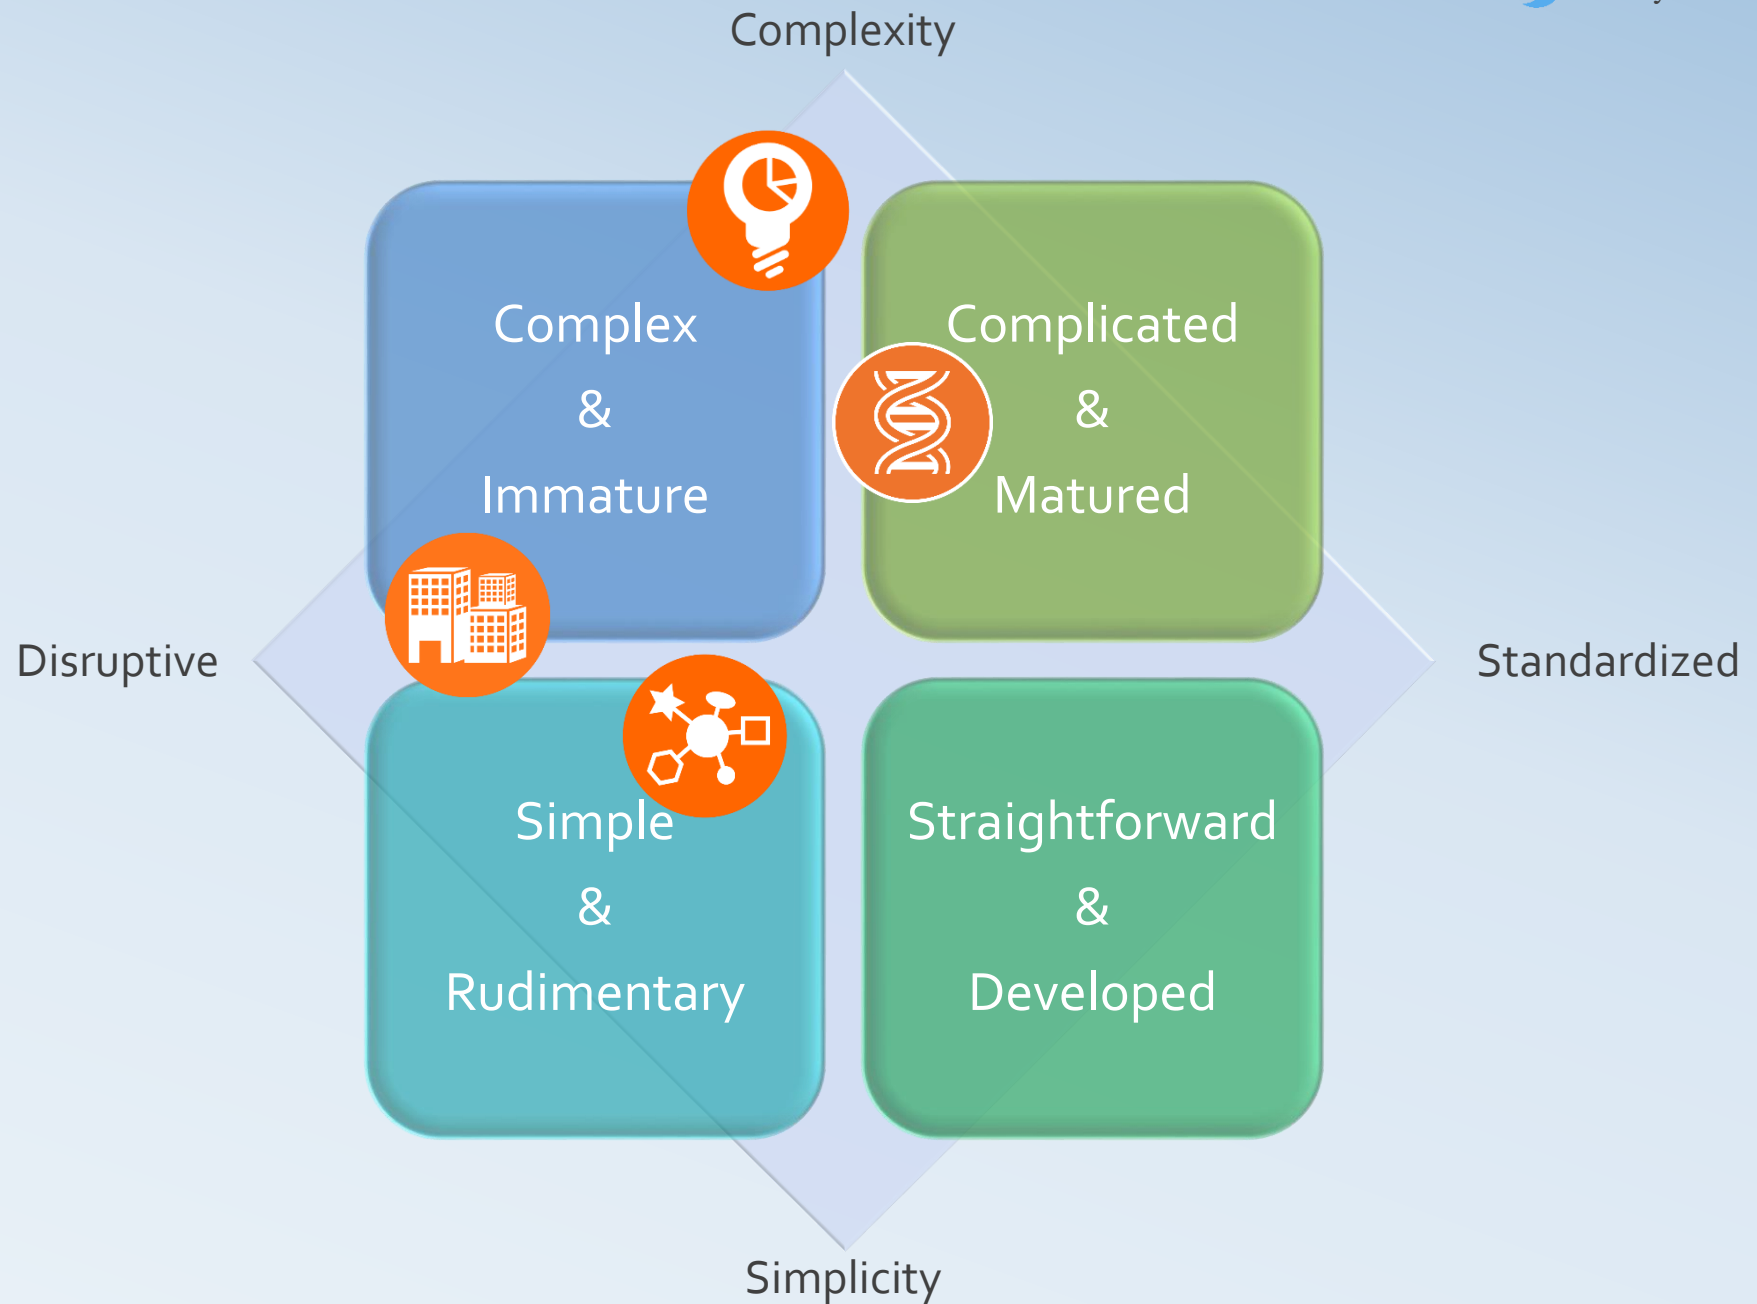 Complexity
Complex
&
Immature
Complicated
&
Matured
Disruptive
Standardized
Simple
&
Rudimentary
Straightforward
&
Developed
Simplicity